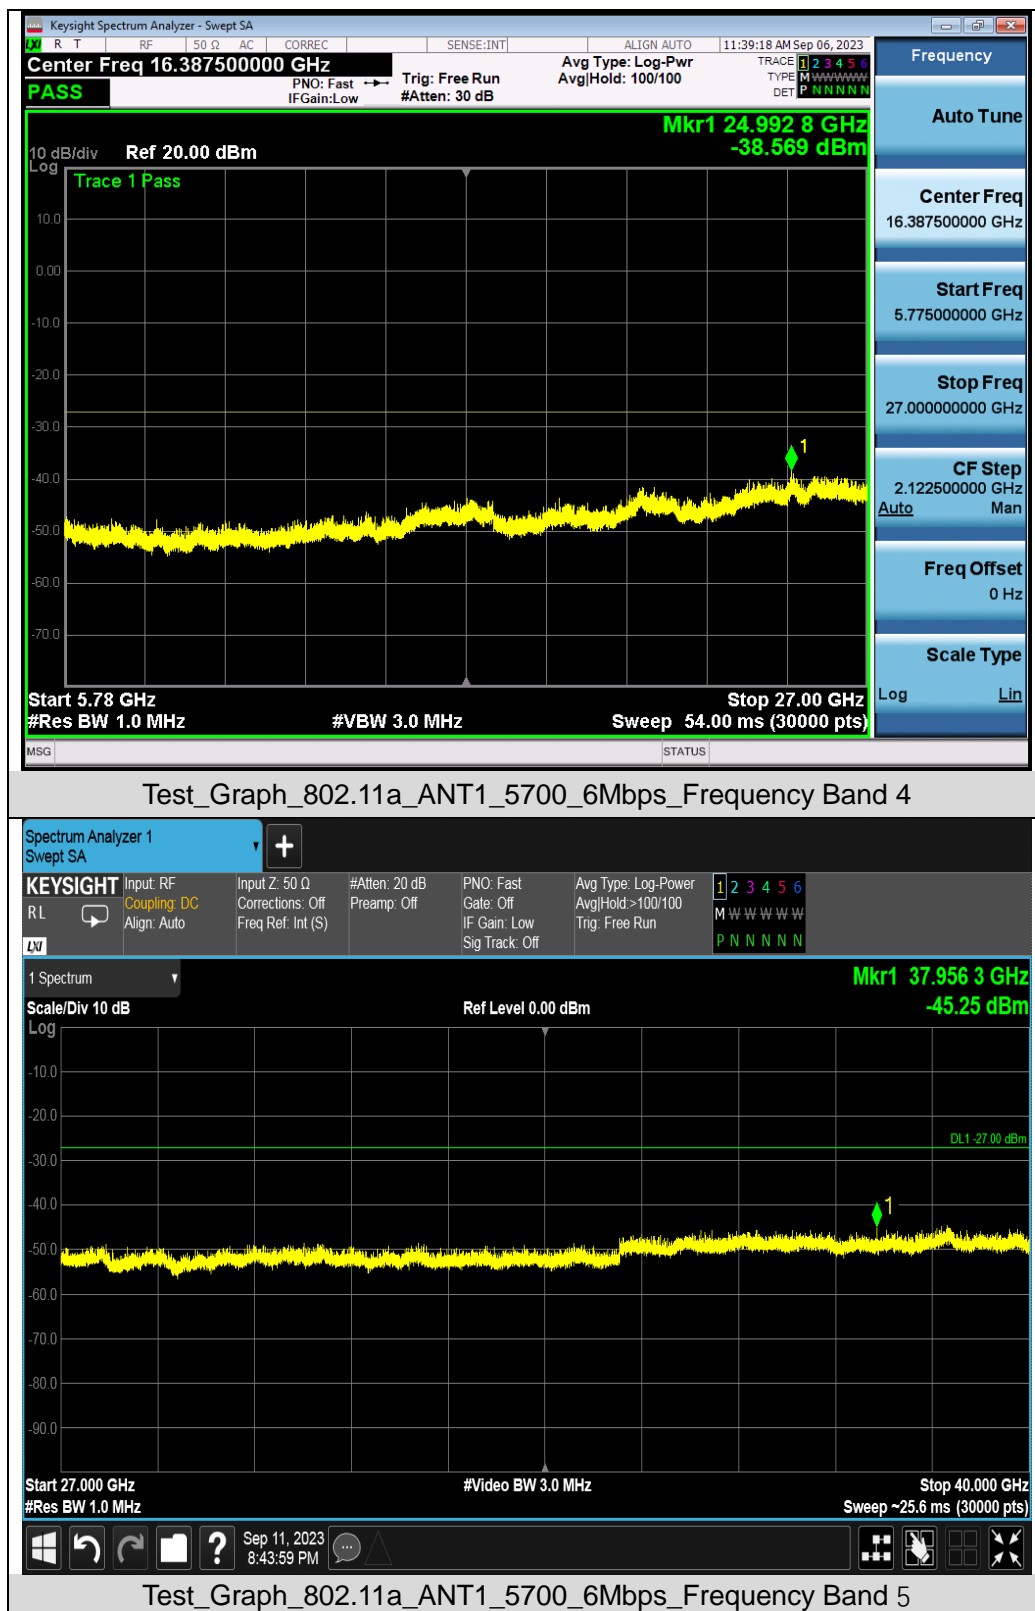 Keysight Spectrum Analyzer - Swept SA
LXI R T RF 50 Ω AC CORREC SENSE:INT ALIGN AUTO 11:39:18 AM Sep 06, 2023
Center Freq 16.387500000 GHz
PASS
PNO: Fast
IFGain:Low
Trig: Free Run
#Atten: 30 dB
Avg Type: Log-Pwr
Avg|Hold: 100/100
TRACE 1 2 3 4 5 6
TYPE M WWWWW
DET P N N N N N
Mkr1 24.992 8 GHz
-38.569 dBm
10 dB/div Ref 20.00 dBm
Log
Trace 1 Pass
10.0
0.00
-10.0
-20.0
-30.0
-40.0
-50.0
-60.0
-70.0
1
Start 5.78 GHz Stop 27.00 GHz
#Res BW 1.0 MHz #VBW 3.0 MHz Sweep 54.00 ms (30000 pts)
MSG STATUS
Frequency
Auto Tune
Center Freq
16.387500000 GHz
Start Freq
5.775000000 GHz
Stop Freq
27.000000000 GHz
CF Step
2.122500000 GHz
Auto Man
Freq Offset
0 Hz
Scale Type
Log Lin
Test_Graph_802.11a_ANT1_5700_6Mbps_Frequency Band 4
Spectrum Analyzer 1
Swept SA
+
KEYSIGHT
RL
LXI
Input: RF
Coupling: DC
Align: Auto
Input Z: 50 Ω
Corrections: Off
Freq Ref: Int (S)
#Atten: 20 dB
Preamp: Off
PNO: Fast
Gate: Off
IF Gain: Low
Sig Track: Off
Avg Type: Log-Power
Avg|Hold:>100/100
Trig: Free Run
1 2 3 4 5 6
M W W W W W
P N N N N N
1 Spectrum
Mkr1 37.956 3 GHz
Scale/Div 10 dB Ref Level 0.00 dBm -45.25 dBm
Log
-10.0
-20.0
DL1 -27.00 dBm
-30.0
-40.0
1
-50.0
-60.0
-70.0
-80.0
-90.0
Start 27.000 GHz #Video BW 3.0 MHz Stop 40.000 GHz
#Res BW 1.0 MHz Sweep ~25.6 ms (30000 pts)
? Sep 11, 2023
8:43:59 PM
Test_Graph_802.11a_ANT1_5700_6Mbps_Frequency Band 5